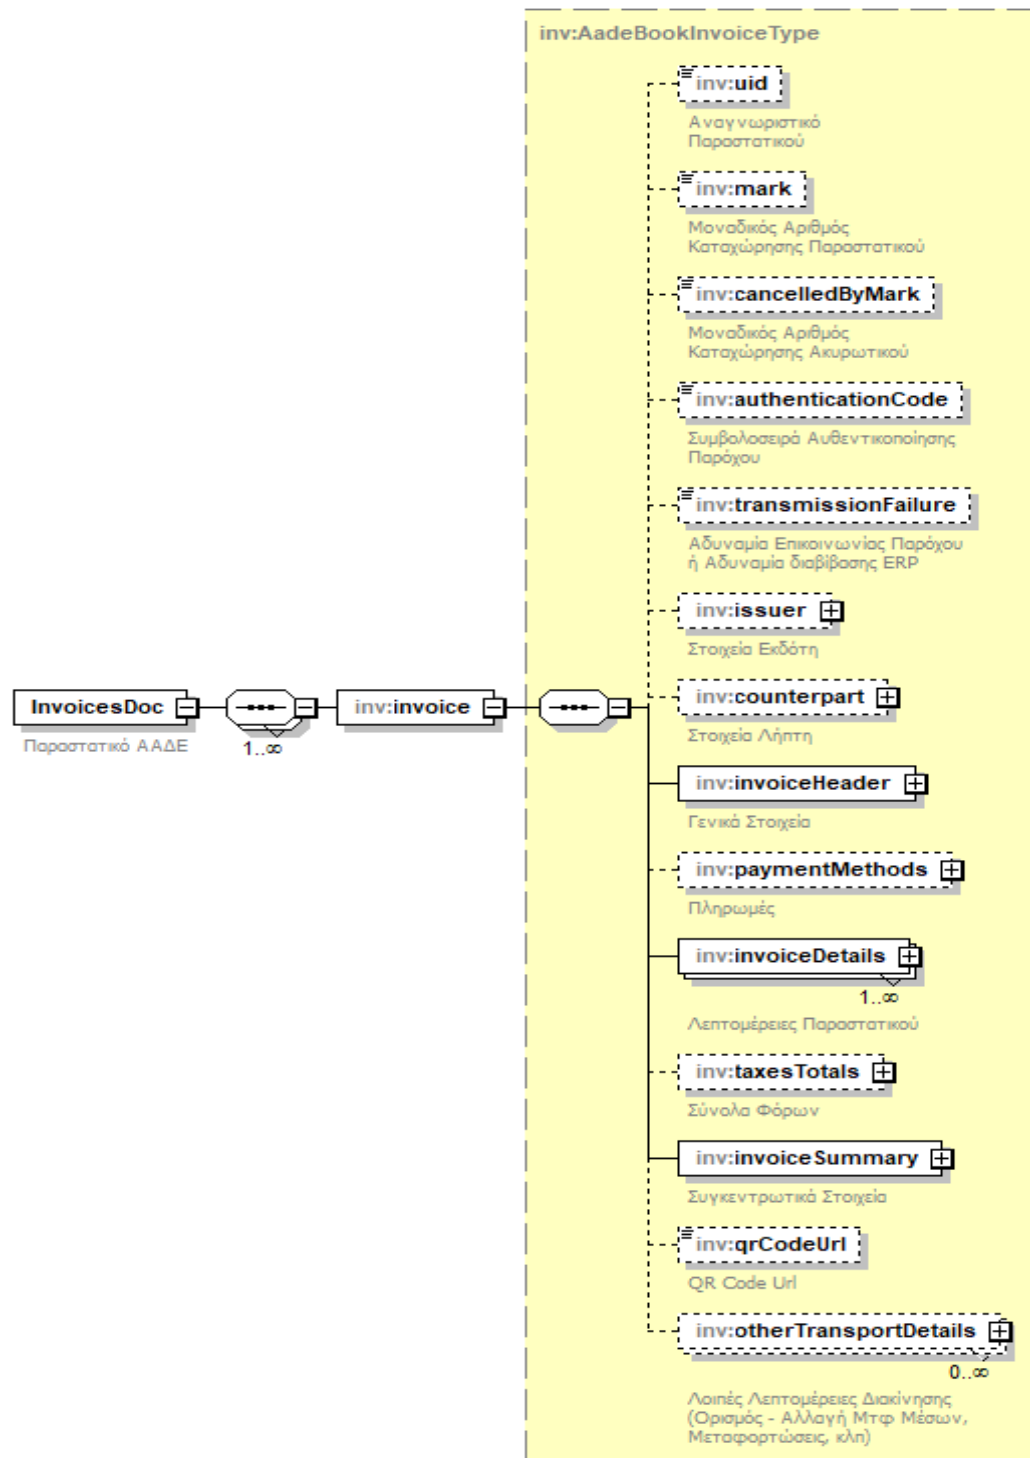 inv:AadeBookInvoiceType
inv:uid
Αναγνωριστικό
Παραστατικού
inv:mark
Μοναδικός Αριθμός
Καταχώρησης Παραστατικού
inv:cancelledByMark
Μοναδικός Αριθμός
Καταχώρησης Ακυρωτικού
inv:authenticationCode
Συμβολοσειρά Αυθεντικοποίησης
Παρόχου
inv:transmissionFailure
Αδυναμία Επικοινωνίας Παρόχου
ή Αδυναμία διαβίβασης ERP
inv:issuer
Στοιχεία Εκδότη
inv:counterpart
Στοιχεία Λήπτη
InvoicesDoc
Παραστατικό ΑΑΔΕ
1..∞
inv:invoice
inv:invoiceHeader
Γενικά Στοιχεία
inv:paymentMethods
Πληρωμές
inv:invoiceDetails
1..∞
Λεπτομέρειες Παραστατικού
inv:taxesTotals
Σύνολα Φόρων
inv:invoiceSummary
Συγκεντρωτικά Στοιχεία
inv:qrCodeUrl
QR Code Url
inv:otherTransportDetails
0..∞
Λοιπές Λεπτομέρειες Διακίνησης
(Ορισμός - Αλλαγή Μτφ Μέσων,
Μεταφορτώσεις, κλπ)